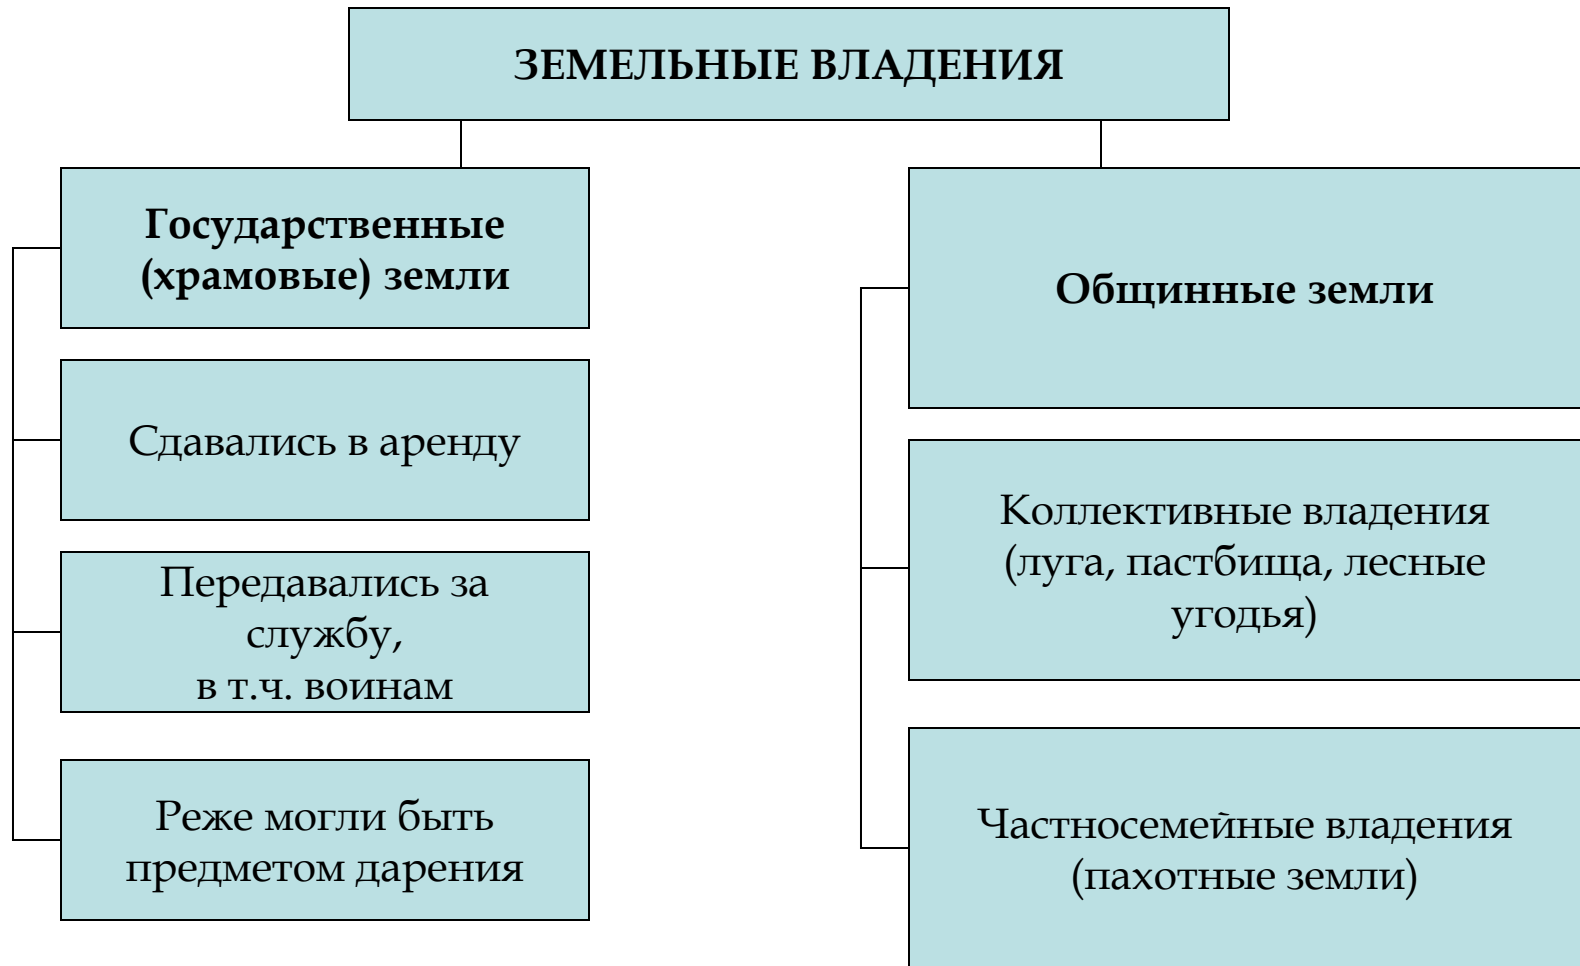 ЗЕМЕЛЬНЫЕ ВЛАДЕНИЯ
Государственные
(храмовые) земли
Сдавались в аренду
Передавались за
службу,
в т.ч. воинам
Реже могли быть
предметом дарения
Общинные земли
Коллективные владения
(луга, пастбища, лесные
угодья)
Частносемейные владения
(пахотные земли)